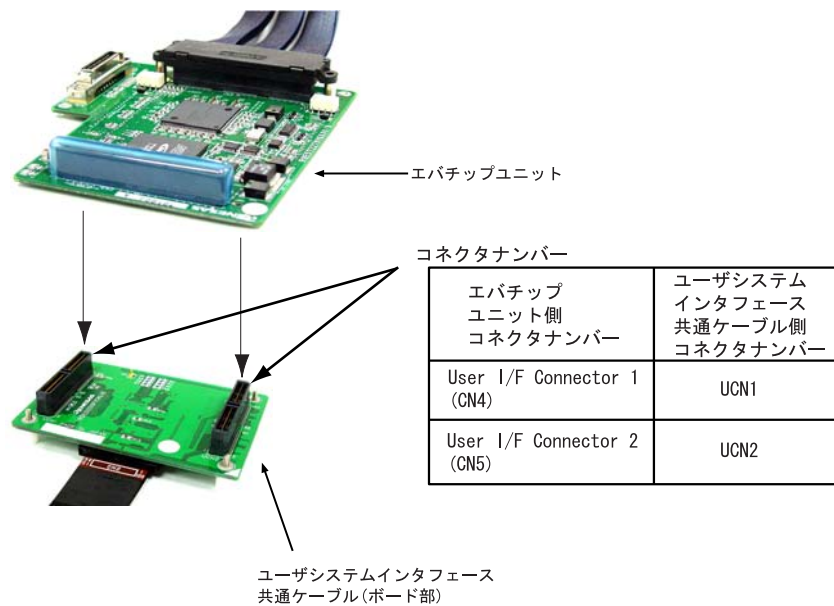 エバチップユニット
コネクタナンバー
エバチップ
ユニット側
コネクタナンバー
ユーザシステム
インタフェース
共通ケーブル側
コネクタナンバー
User I/F Connector 1
(CN4)
UCN1
User I/F Connector 2
(CN5)
UCN2
ユーザシステムインタフェース
共通ケーブル(ボード部)